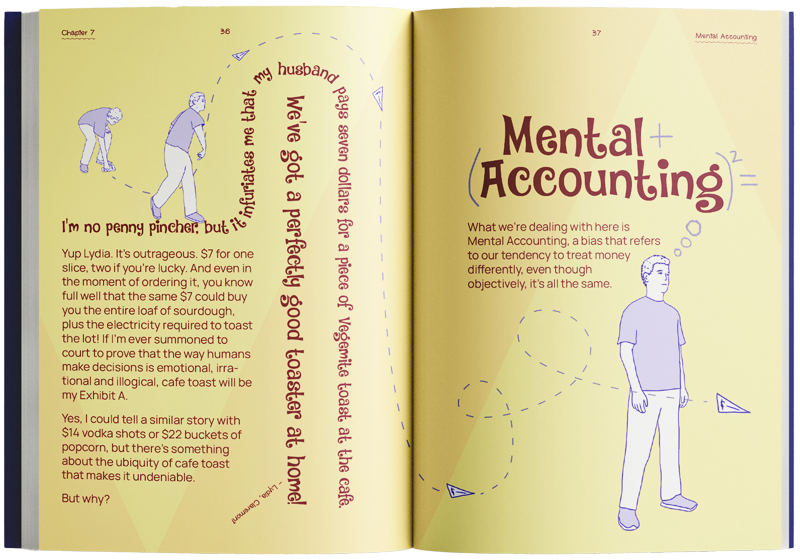 Chapter 7
36
I'm no penny pincher, but it infuriates me that my husband pays seven dollars for a piece of Vegemite toast at the cafe.
We've got a perfectly good toaster at home!
- Lydia, Claremont
Yup Lydia. It's outrageous. $7 for one
slice, two if you're lucky. And even in
the moment of ordering it, you know
full well that the same $7 could buy
you the entire loaf of sourdough,
plus the electricity required to toast
the lot! If I'm ever summoned to
court to prove that the way humans
make decisions is emotional, irra-
tional and illogical, cafe toast will be
my Exhibit A.
Yes, I could tell a similar story with
$14 vodka shots or $22 buckets of
popcorn, but there's something
about the ubiquity of cafe toast
that makes it undeniable.
But why?
37
Mental Accounting
Mental +
(Accounting)² =
What we're dealing with here is
Mental Accounting, a bias that refers
to our tendency to treat money
differently, even though
objectively, it's all the same.